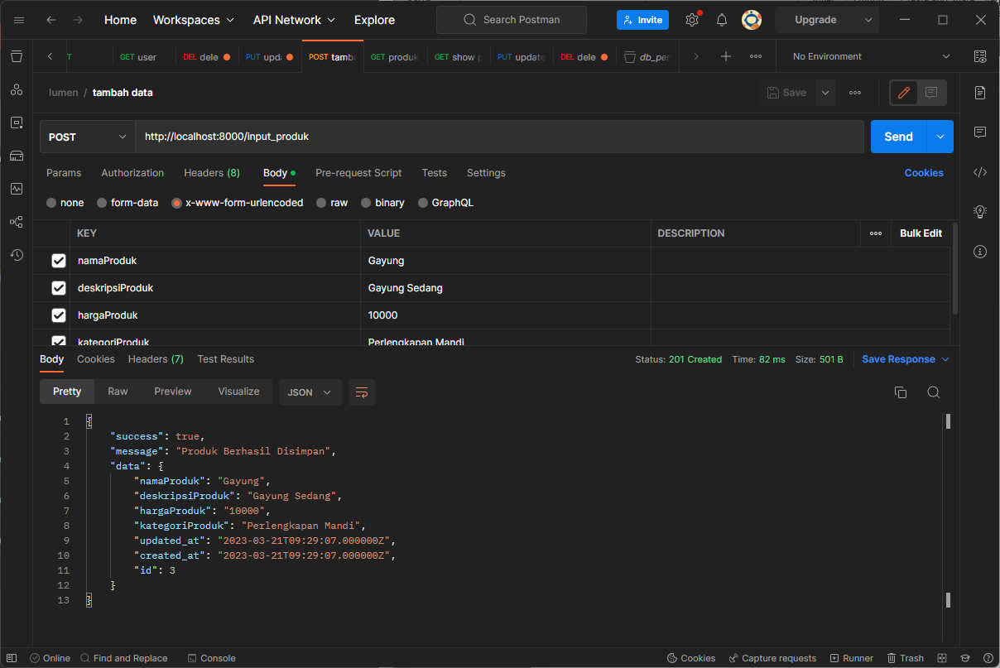 Home Workspaces API Network Explore Search Postman Invite Upgrade
T GET user DEL dele PUT upd POST tamb GET produk GET show p PUT update DEL dele db_per No Environment
lumen / tambah data Save
POST http://localhost:8000/input_produk Send
Params Authorization Headers (8) Body Pre-request Script Tests Settings Cookies
none form-data x-www-form-urlencoded raw binary GraphQL
KEY VALUE DESCRIPTION Bulk Edit
namaProduk Gayung
deskripsiProduk Gayung Sedang
hargaProduk 10000
kategoriProduk Perlengkapan Mandi
Body Cookies Headers (7) Test Results Status: 201 Created Time: 82 ms Size: 501 B Save Response
Pretty Raw Preview Visualize JSON
1 {
2 "success": true,
3 "message": "Produk Berhasil Disimpan",
4 "data": {
5 "namaProduk": "Gayung",
6 "deskripsiProduk": "Gayung Sedang",
7 "hargaProduk": "10000",
8 "kategoriProduk": "Perlengkapan Mandi",
9 "updated_at": "2023-03-21T09:29:07.000000Z",
10 "created_at": "2023-03-21T09:29:07.000000Z",
11 "id": 3
12 }
13 }
Online Find and Replace Console Cookies Capture requests Runner Trash